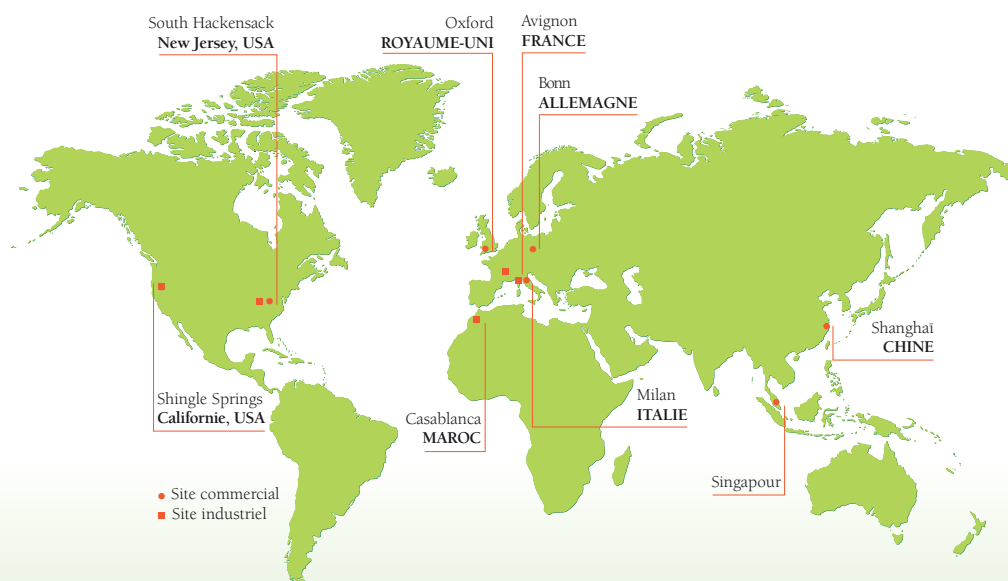 South Hackensack
New Jersey, USA
Oxford
ROYAUME-UNI
Avignon
FRANCE
Bonn
ALLEMAGNE
Shanghaï
CHINE
Shingle Springs
Californie, USA
Casablanca
MAROC
Milan
ITALIE
Singapour
Site commercial
Site industriel